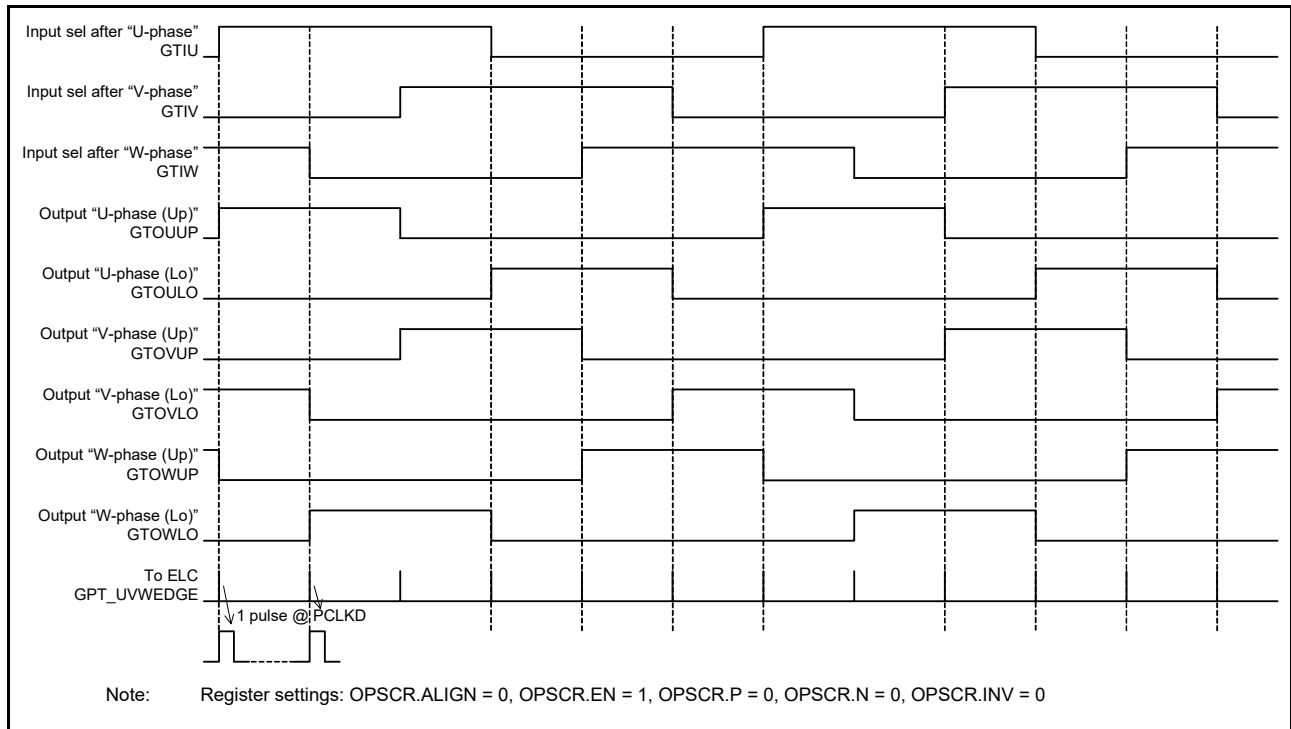 Input sel after “U-phase”
GTIU
Input sel after “V-phase”
GTIV
Input sel after “W-phase”
GTIW
Output “U-phase (Up)”
GTOUUP
Output “U-phase (Lo)”
GTOULO
Output “V-phase (Up)”
GTOVUP
Output “V-phase (Lo)”
GTOVLO
Output “W-phase (Up)”
GTOWUP
Output “W-phase (Lo)”
GTOWLO
To ELC
GPT_UVWEDGE
1 pulse @ PCLKD
Note: Register settings: OPSCR.ALIGN = 0, OPSCR.EN = 1, OPSCR.P = 0, OPSCR.N = 0, OPSCR.INV = 0